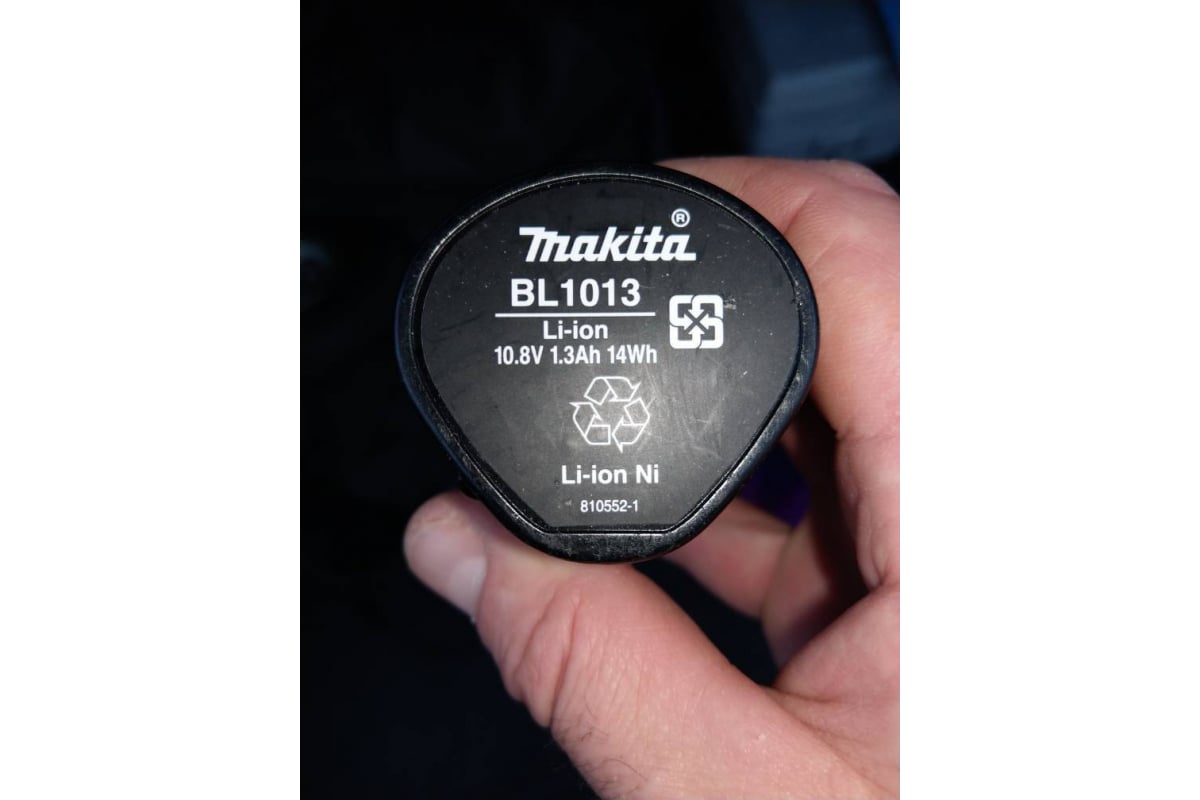 makita®
BL1013
Li-ion
10.8V 1.3Ah 14Wh
Li-ion Ni
810552-1